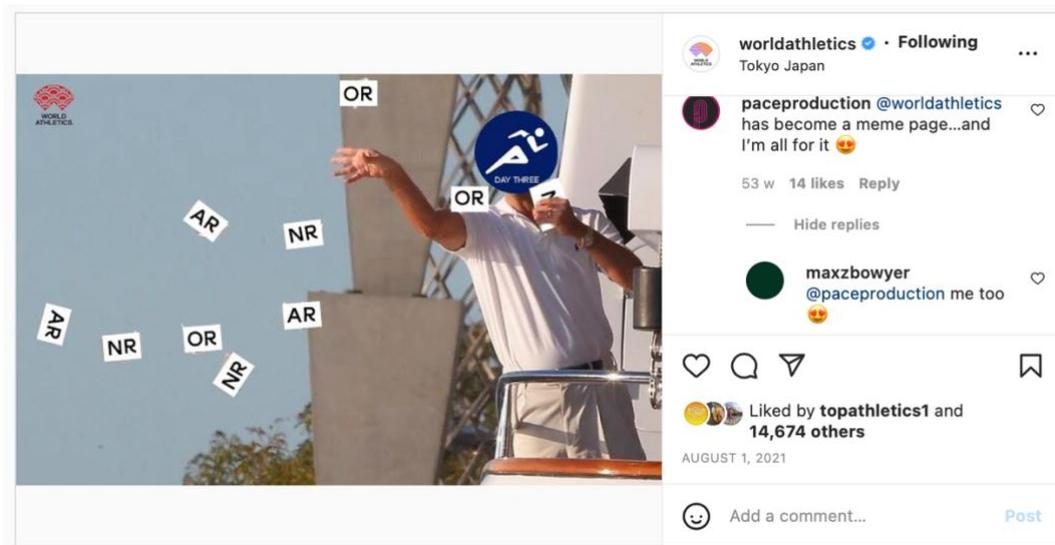 WORLD
ATHLETICS.
OR
DAY THREE
OR
N
AR
NR
AR
AR
NR
OR
NR
worldathletics · Following
Tokyo Japan
paceproduction @worldathletics
has become a meme page...and
I'm all for it 😍
53 w 14 likes Reply
Hide replies
maxzbowyer
@paceproduction me too
😍
Liked by topathletics1 and
14,674 others
AUGUST 1, 2021
Add a comment... Post